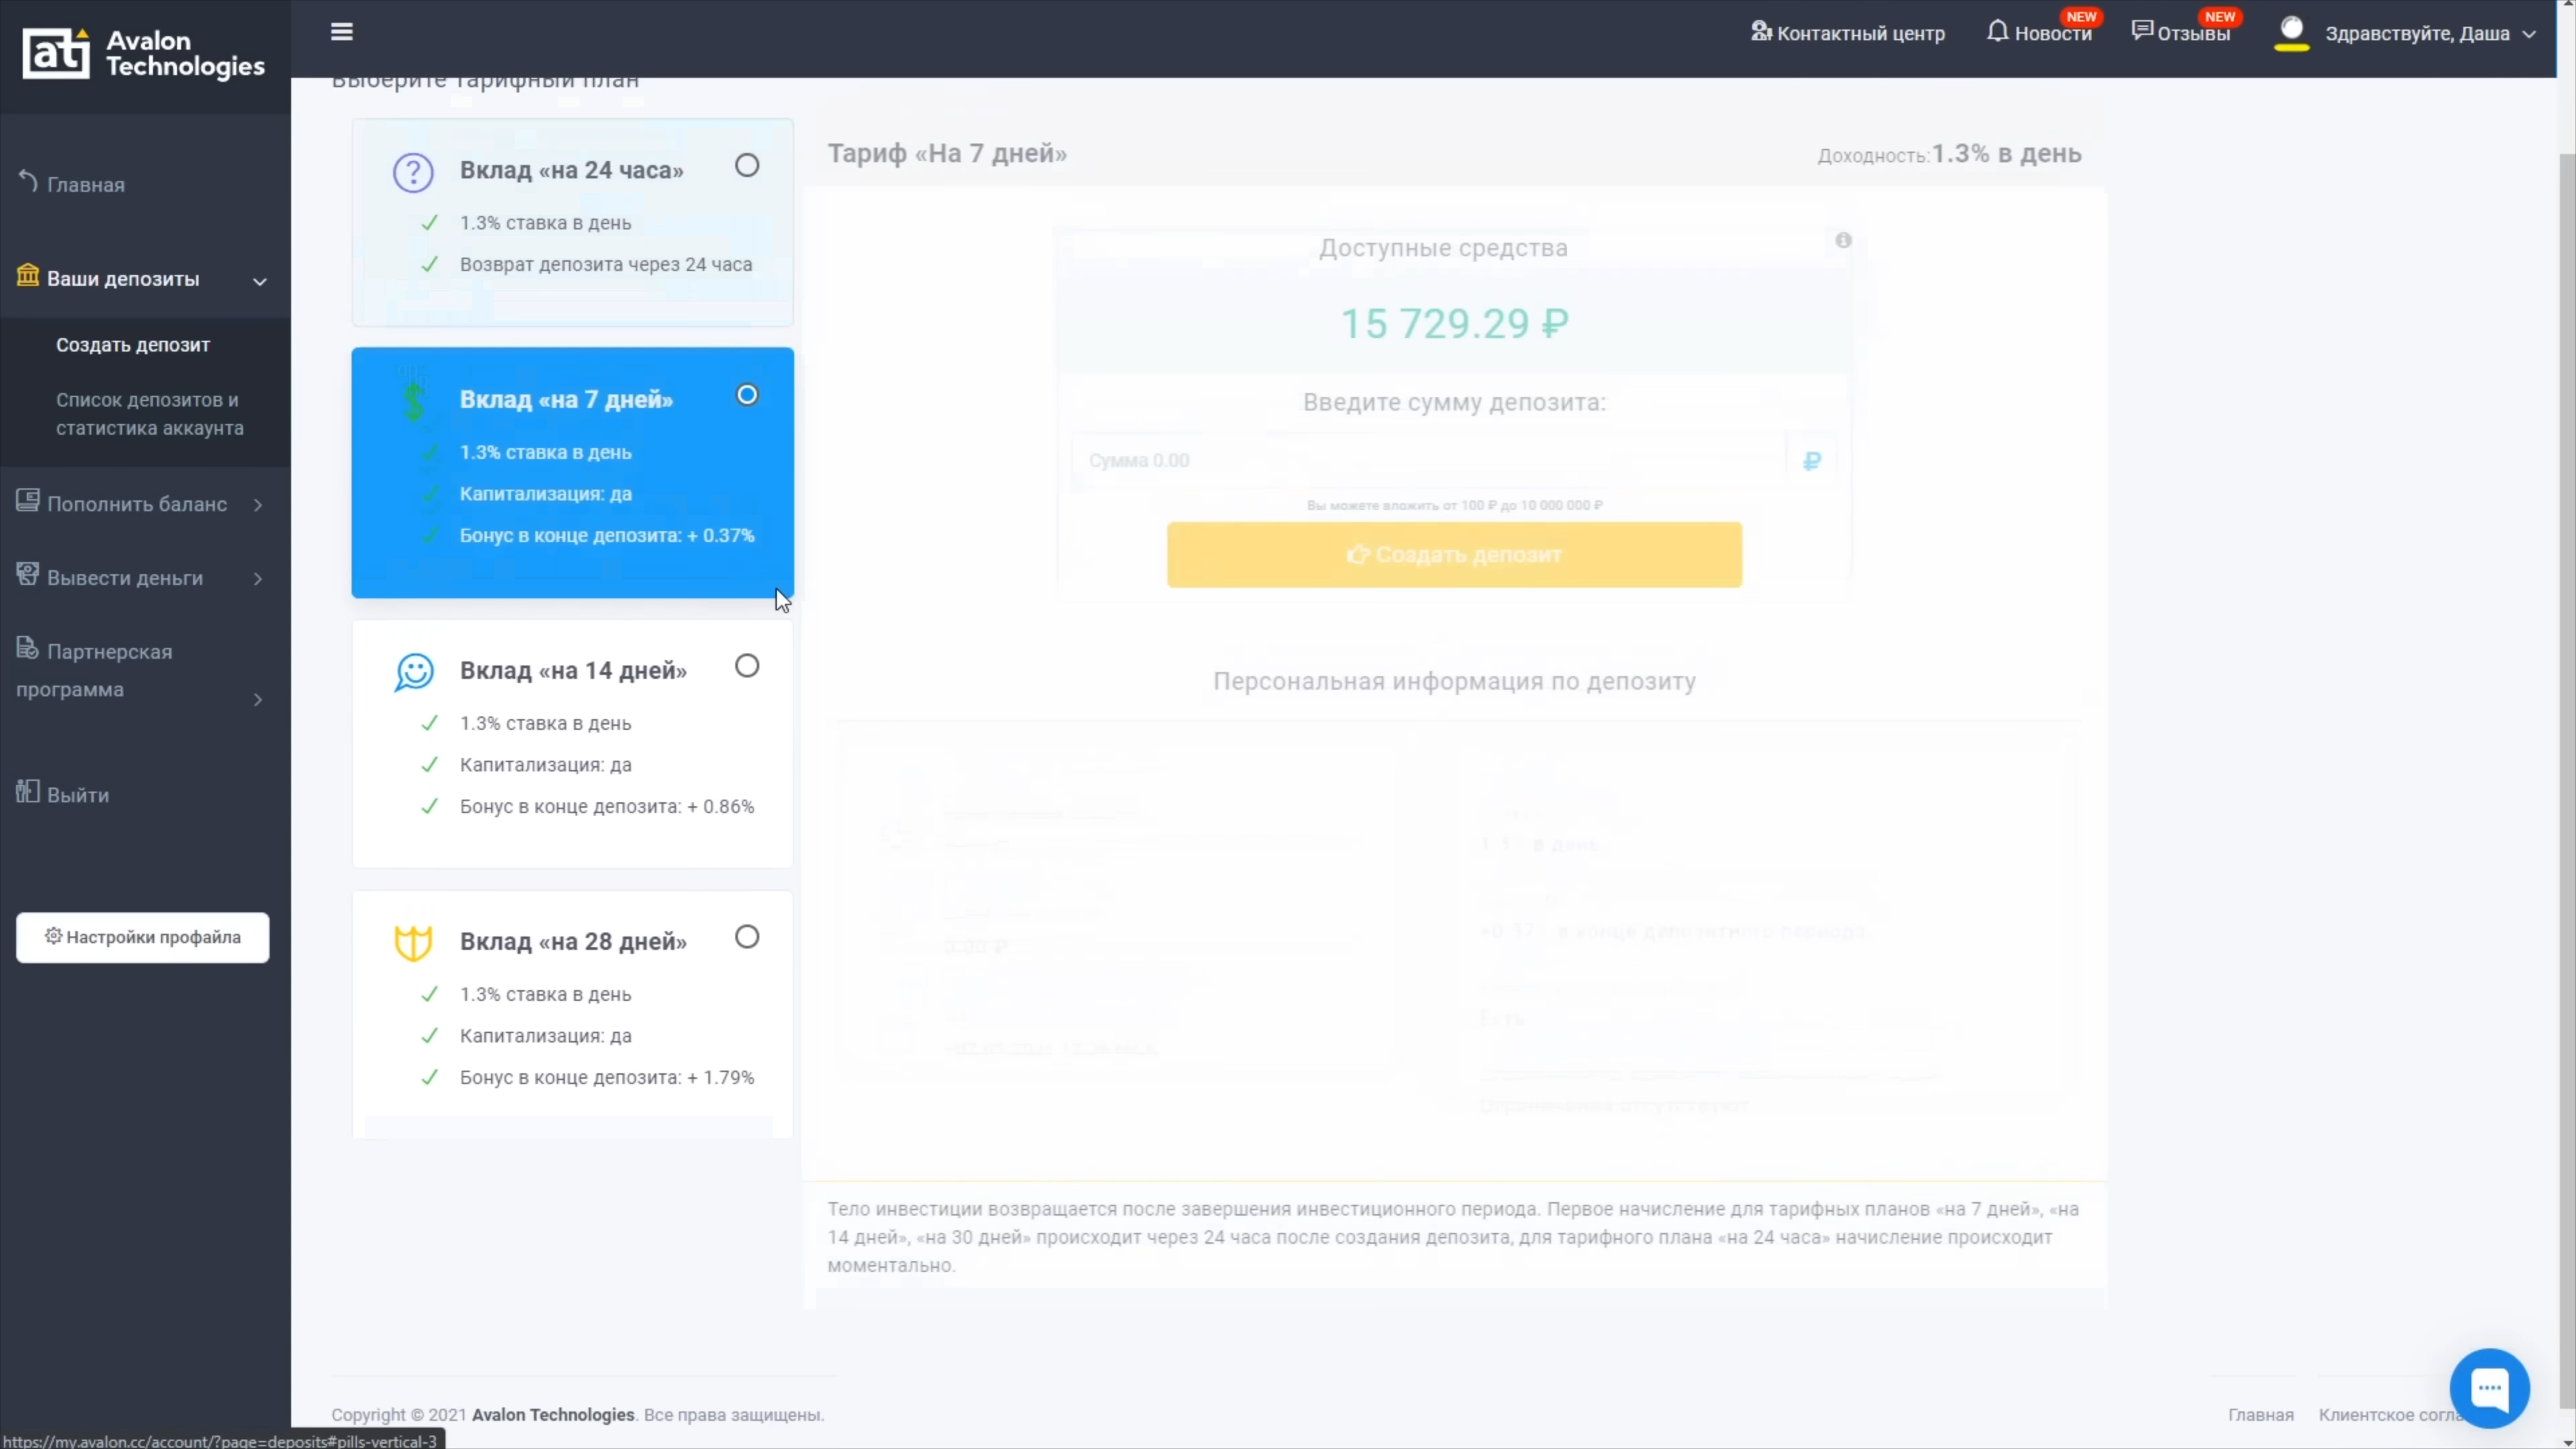 Avalon
Technologies
Контактный центр
Новости
NEW
Отзывы
NEW
Здравствуйте, Даша
Главная
Ваши депозиты
Создать депозит
Список депозитов и
статистика аккаунта
Пополнить баланс
Вывести деньги
Партнерская
программа
Выйти
Настройки профайла
Выберите тарифный план
Вклад «на 24 часа»
1.3% ставка в день
Возврат депозита через 24 часа
Вклад «на 7 дней»
1.3% ставка в день
Капитализация: да
Бонус в конце депозита: + 0.37%
Вклад «на 14 дней»
1.3% ставка в день
Капитализация: да
Бонус в конце депозита: + 0.86%
Вклад «на 28 дней»
1.3% ставка в день
Капитализация: да
Бонус в конце депозита: + 1.79%
Тариф «На 7 дней»
Доходность: 1.3% в день
Доступные средства
15 729.29 ₽
Введите сумму депозита:
Сумма 0.00
₽
Вы можете вложить от 100 ₽ до 10 000 000 ₽
Создать депозит
Персональная информация по депозиту
в день
0.00 ₽
в конце депозитного периода
Есть
Тело инвестиции возвращается после завершения инвестиционного периода. Первое начисление для тарифных планов «на 7 дней», «на
14 дней», «на 30 дней» происходит через 24 часа после создания депозита, для тарифного плана «на 24 часа» начисление происходит
моментально.
Copyright © 2021 Avalon Technologies. Все права защищены.
Главная
Клиентское согла
https://my.avalon.cc/account/?page=deposits#pills-vertical-3